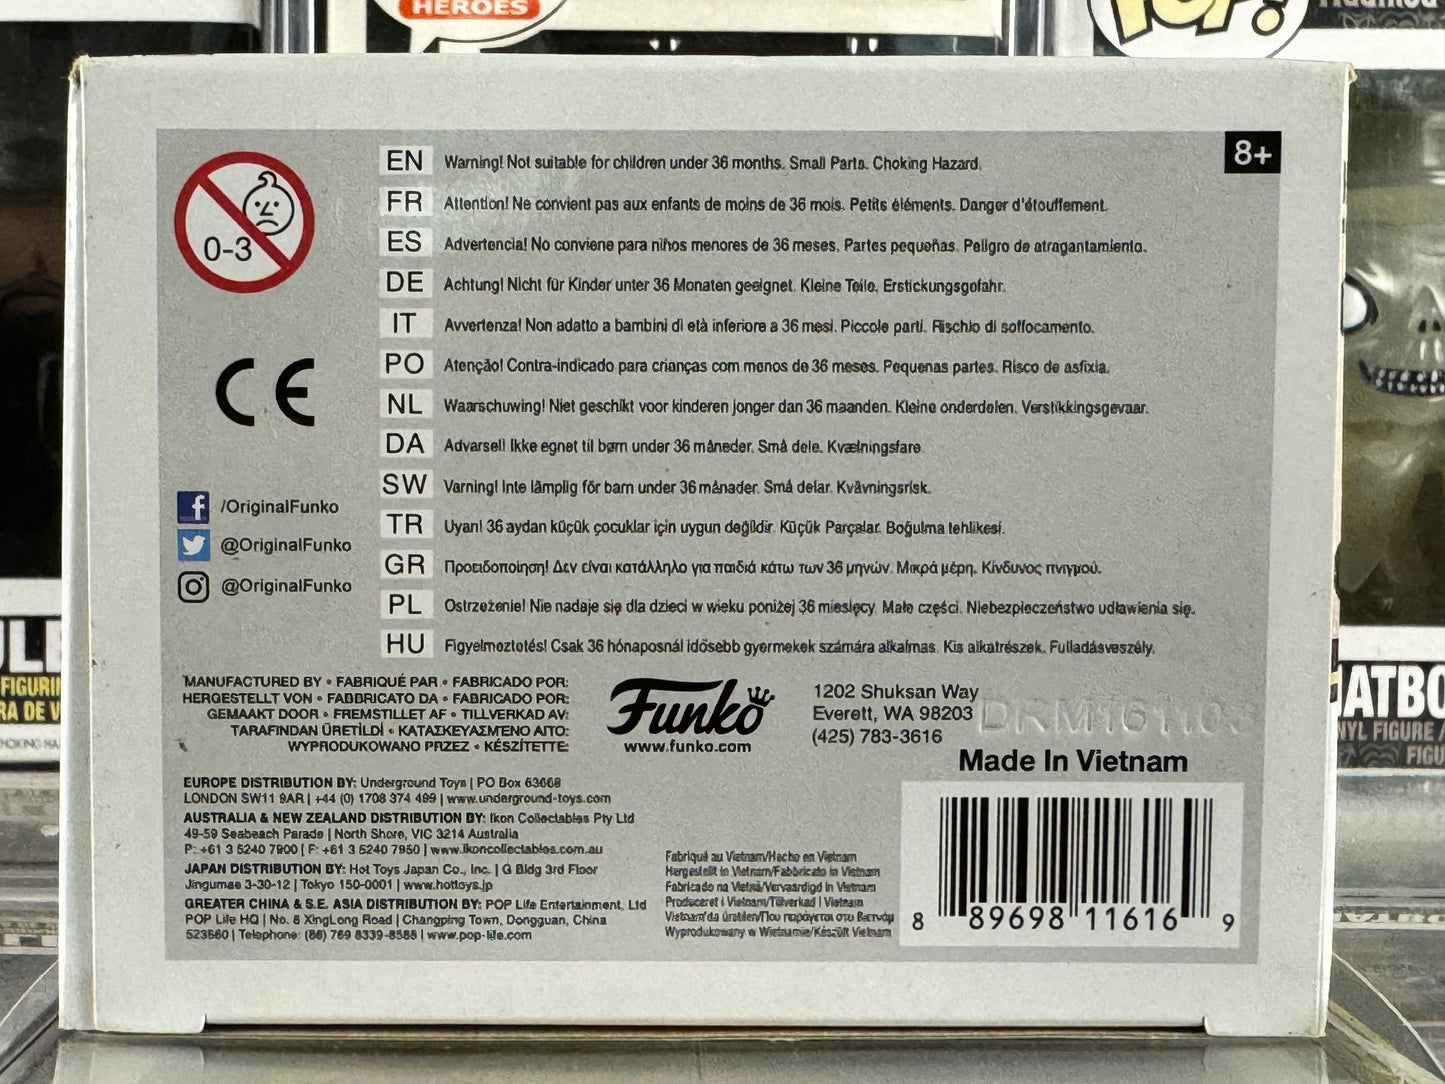 HEROES
POP!
8+
0-3
EN Warning! Not suitable for children under 36 months. Small Parts. Choking Hazard.
FR Attention! Ne convient pas aux enfants de moins de 36 mois. Petits éléments. Danger d'étouffement.
ES Advertencia! No conviene para niños menores de 36 meses. Partes pequeñas. Peligro de atragantamiento.
DE Achtung! Nicht für Kinder unter 36 Monaten geeignet. Kleine Teile. Erstickungsgefahr.
IT Avvertenza! Non adatto a bambini di età inferiore a 36 mesi. Piccole parti. Rischio di soffocamento.
PO Atenção! Contra-indicado para crianças com menos de 36 meses. Pequenas partes. Risco de asfixia.
NL Waarschuwing! Niet geschikt voor kinderen jonger dan 36 maanden. Kleine onderdelen. Verstikkingsgevaar.
DA Advarsel! Ikke egnet til børn under 36 måneder. Små dele. Kvælningsfare
SW Varning! Inte lämplig för barn under 36 månader. Små delar. Kvävningsrisk.
TR Uyarı! 36 aydan küçük çocuklar için uygun değildir. Küçük Parçalar. Boğulma tehlikesi.
GR Προειδοποίηση! Δεν είναι κατάλληλο για παιδιά κάτω των 36 μηνών. Μικρά μέρη. Κίνδυνος πνιγμού.
PL Ostrzeżenie! Nie nadaje się dla dzieci w wieku poniżej 36 miesięcy. Małe części. Niebezpieczeństwo udławienia się.
HU Figyelmeztetés! Csak 36 hónaposnál idősebb gyermekek számára alkalmas. Kis alkatrészek. Fulladásveszély.
CE
/OriginalFunko
@OriginalFunko
@OriginalFunko
MANUFACTURED BY • FABRIQUÉ PAR • FABRICADO POR:
HERGESTELLT VON • FABBRICATO DA • FABRICADO POR:
GEMAAKT DOOR • FREMSTILLET AF • TILLVERKAD AV:
TARAFINDAN ÜRETİLDİ • ΚΑΤΑΣΚΕΥΑΣΜΕΝΟ ΑΠΟ:
WYPRODUKOWANO PRZEZ • KÉSZÍTETTE:
Funko
www.funko.com
1202 Shuksan Way
Everett, WA 98203
(425) 783-3616
Made In Vietnam
EUROPE DISTRIBUTION BY: Underground Toys | PO Box 63668
LONDON SW11 9AR | +44 (0) 1708 374 499 | www.underground-toys.com
AUSTRALIA & NEW ZEALAND DISTRIBUTION BY: Ikon Collectables Pty Ltd
49-59 Seabeach Parade | North Shore, VIC 3214 Australia
P: +61 3 5240 7900 | F: +61 3 5240 7950 | www.ikoncollectables.com.au
JAPAN DISTRIBUTION BY: Hot Toys Japan Co., Inc. | G Bldg 3rd Floor
Jingumae 3-30-12 | Tokyo 150-0001 | www.hottoys.jp
GREATER CHINA & S.E. ASIA DISTRIBUTION BY: POP Life Entertainment, Ltd
POP Life HQ | No. 8 XingLong Road | Changping Town, Dongguan, China
523560 | Telephone: (86) 769 8339-8588 | www.pop-life.com
Fabriqué au Vietnam/Hecho en Vietnam
Hergestellt in Vietnam/Fabbricato in Vietnam
Fabricado na Vietnã/Vervaardigd in Vietnam
Produceret i Vietnam/Tillverkad i Vietnam
Vietnam'da üretilen/Που παράγεται στο Βιετνάμ
Wyprodukowany w Wietnamie/Készült Vietnam
8 89698 11616 9
ATBO
NYL FIGURE /
FIGU
FIGURI
RA DE V